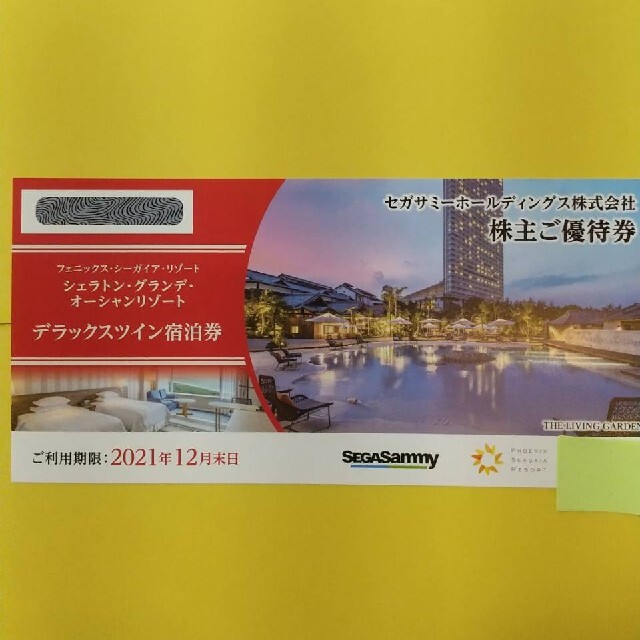 セガサミーホールディングス株式会社
株主ご優待券
フェニックス・シーガイア・リゾート
シェラトン・グランデ・
オーシャンリゾート
デラックスツイン宿泊券
THE LIVING GARDEN
ご利用期限：2021年12月末日
SEGASammy
PHOENIX
SEAGAIA
RESORT